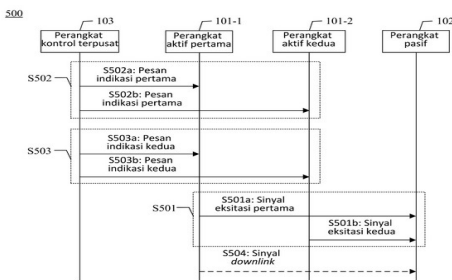 500
103
101-1
101-2
102
Perangkat
kontrol terpusat
Perangkat
aktif pertama
Perangkat
aktif kedua
Perangkat
pasif
S502
S502a: Pesan
indikasi pertama
S502b: Pesan
indikasi pertama
S503
S503a: Pesan
indikasi kedua
S503b: Pesan
indikasi kedua
S501
S501a: Sinyal
eksitasi pertama
S501b: Sinyal
eksitasi kedua
S504: Sinyal
downlink